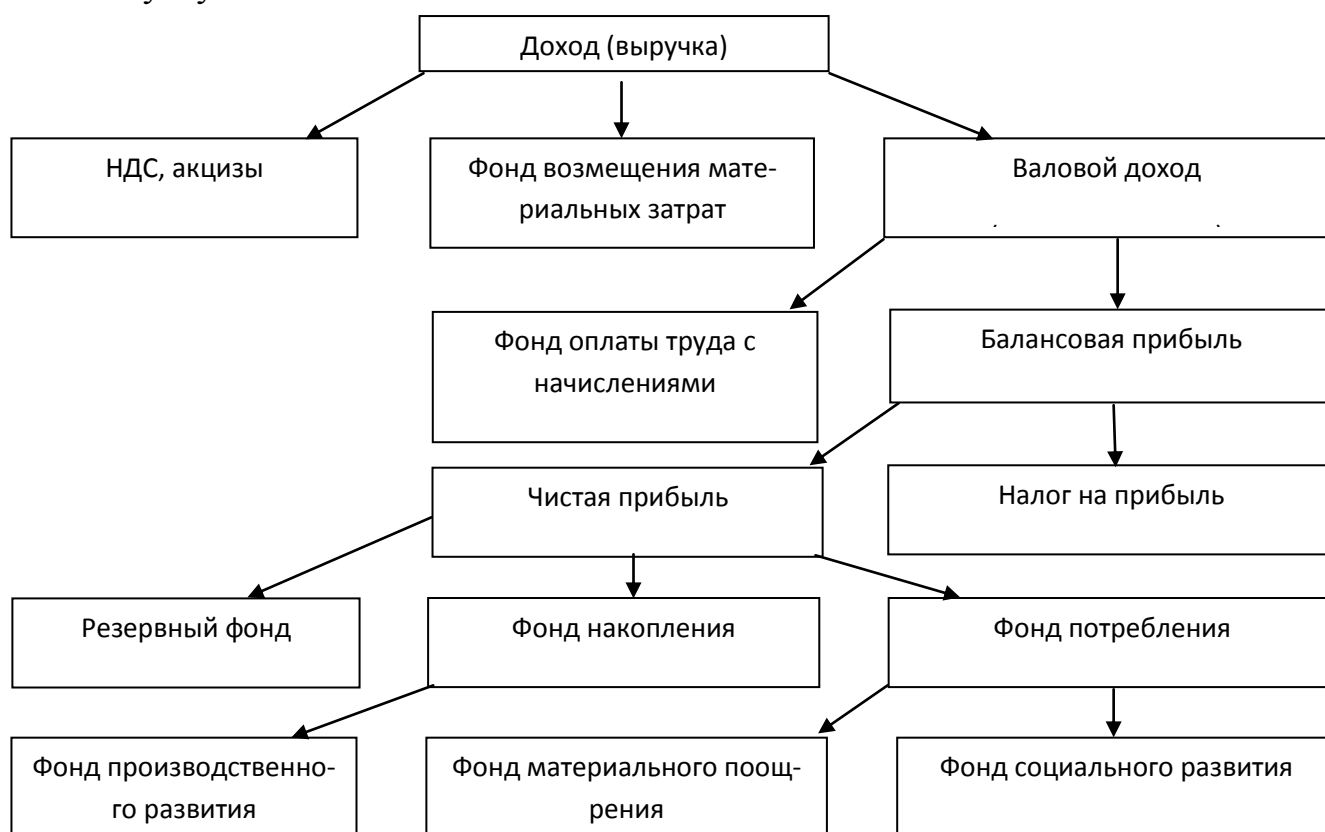 Доход (выручка)
НДС, акцизы
Фонд возмещения мате-
риальных затрат
Валовой доход
Фонд оплаты труда с
начислениями
Балансовая прибыль
Чистая прибыль
Налог на прибыль
Резервный фонд
Фонд накопления
Фонд потребления
Фонд производственно-
го развития
Фонд материального поощ-
рения
Фонд социального развития